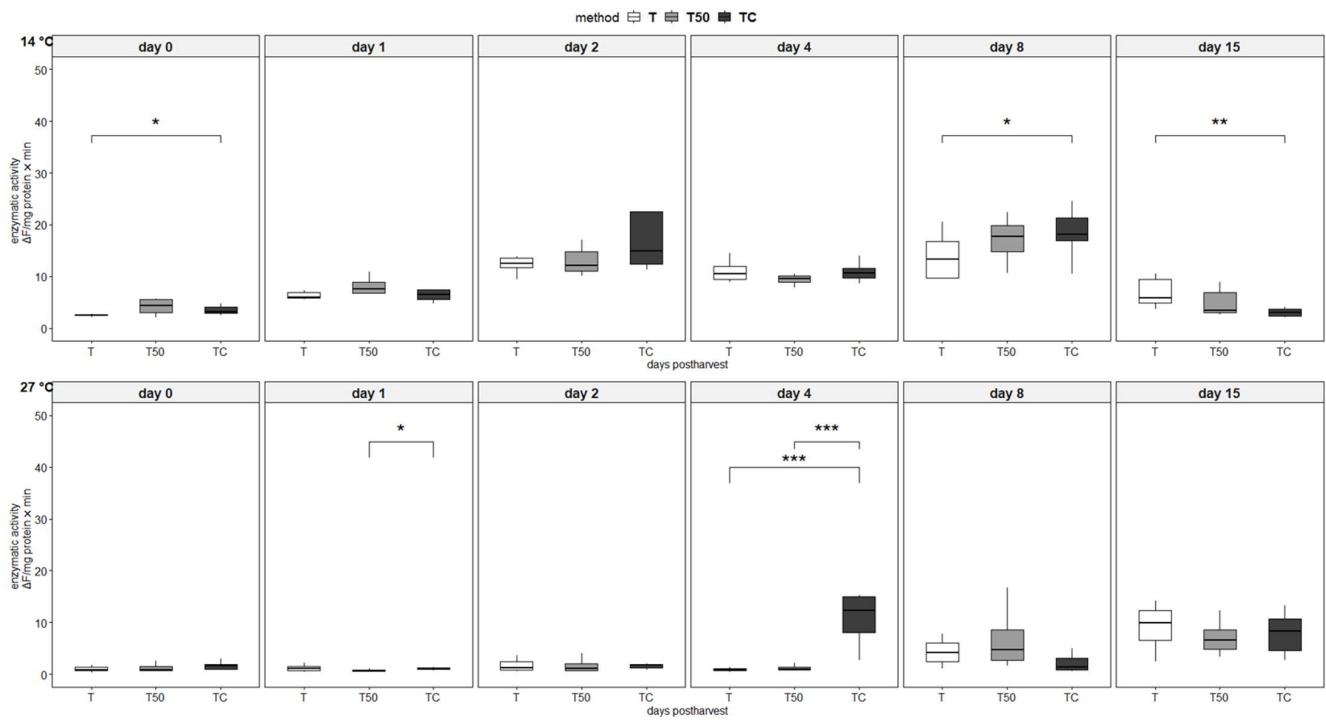 method T T50 TC
14 °C
day 0 day 1 day 2 day 4 day 8 day 15
enzymatic activity
ΔF/mg protein × min
50
40
30
20
10
0
* * **
T T50 TC T T50 TC T T50 TC T T50 TC T T50 TC T T50 TC
days postharvest
27 °C
day 0 day 1 day 2 day 4 day 8 day 15
enzymatic activity
ΔF/mg protein × min
50
40
30
20
10
0
* ***
***
T T50 TC T T50 TC T T50 TC T T50 TC T T50 TC T T50 TC
days postharvest